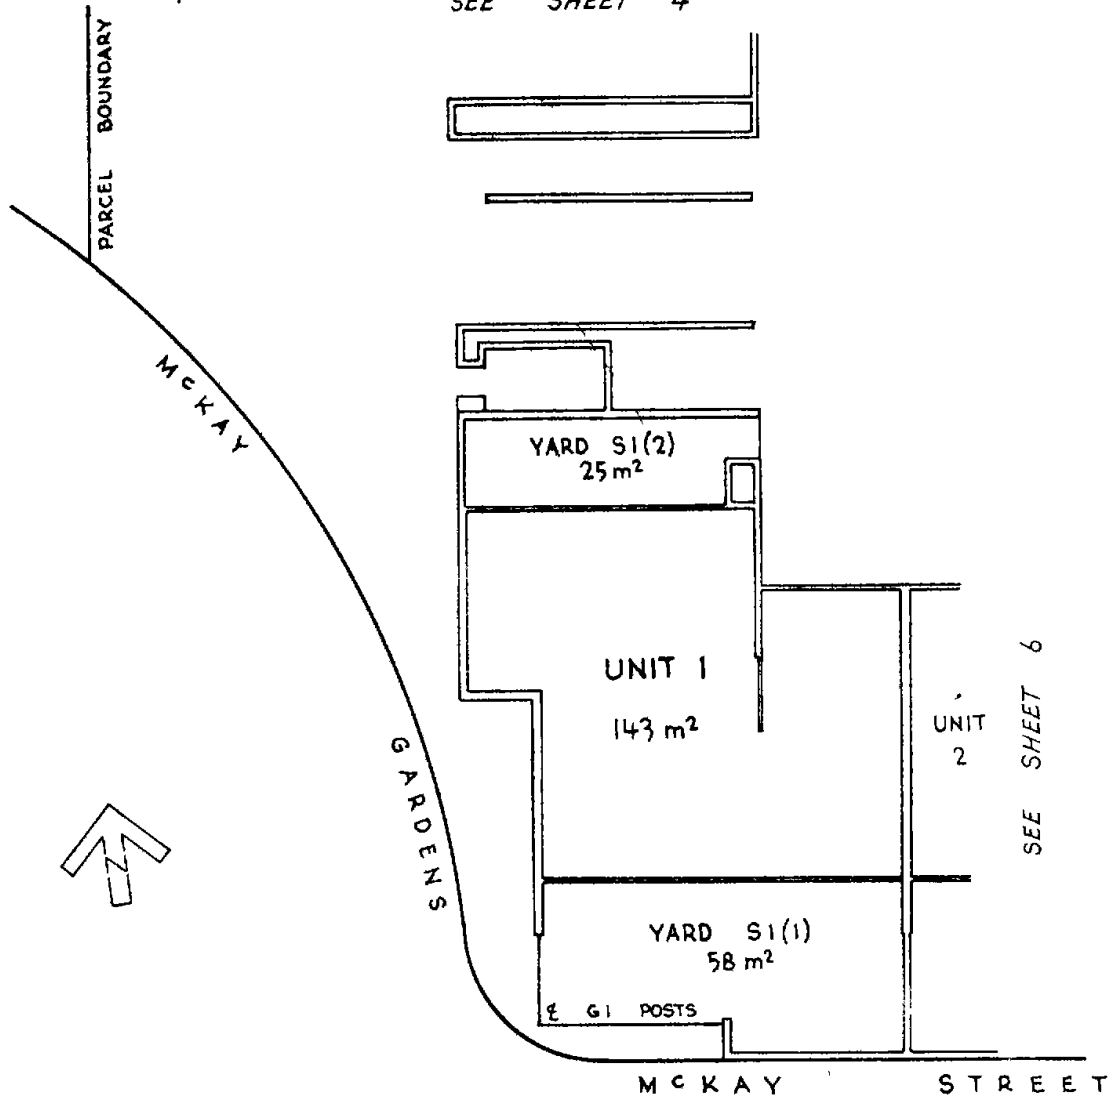 SEE SHEET 4
PARCEL BOUNDARY
McKAY
GARDENS
YARD S1(2)
25 m²
UNIT 1
143 m²
UNIT
2
SEE SHEET 6
YARD S1(1)
58 m²
℄ GI POSTS
McKAY STREET
N